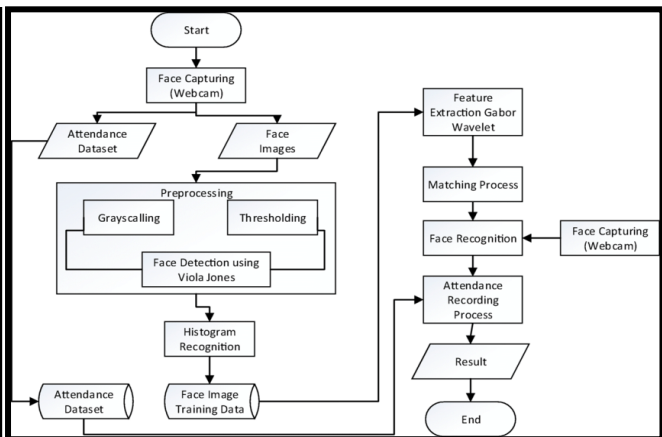 Start
Face Capturing
(Webcam)
Attendance
Dataset
Face
Images
Preprocessing
Grayscalling
Thresholding
Face Detection using
Viola Jones
Histogram
Recognition
Attendance
Dataset
Face Image
Training Data
Feature
Extraction Gabor
Wavelet
Matching Process
Face Recognition
Face Capturing
(Webcam)
Attendance
Recording
Process
Result
End